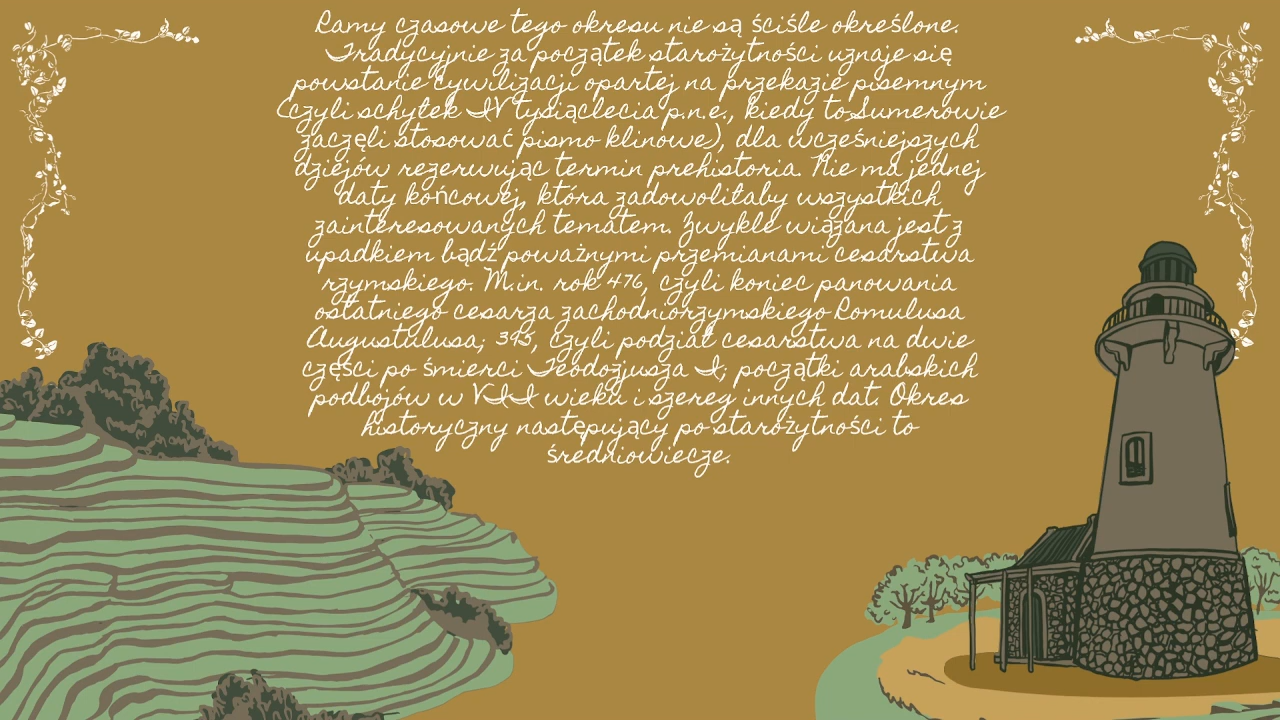 Ramy czasowe tego okresu nie są ściśle określone.
Tradycyjnie za początek starożytności uznaje się
powstanie cywilizacji opartej na przekazie pisemnym
(czyli schyłek IV tysiąclecia p.n.e., kiedy to Sumerowie
zaczęli stosować pismo klinowe), dla wcześniejszych
dziejów rezerwując termin prehistoria. Nie ma jednej
daty końcowej, która zadowoliłaby wszystkich
zainteresowanych tematem. Zwykle wiązana jest z
upadkiem bądź poważnymi przemianami cesarstwa
rzymskiego. M.in. rok 476, czyli koniec panowania
ostatniego cesarza zachodniorzymskiego Romulusa
Augustulusa; 395, czyli podział cesarstwa na dwie
części po śmierci Teodozjusza I; początki arabskich
podbojów w VII wieku i szereg innych dat. Okres
historyczny następujący po starożytności to
średniowiecze.